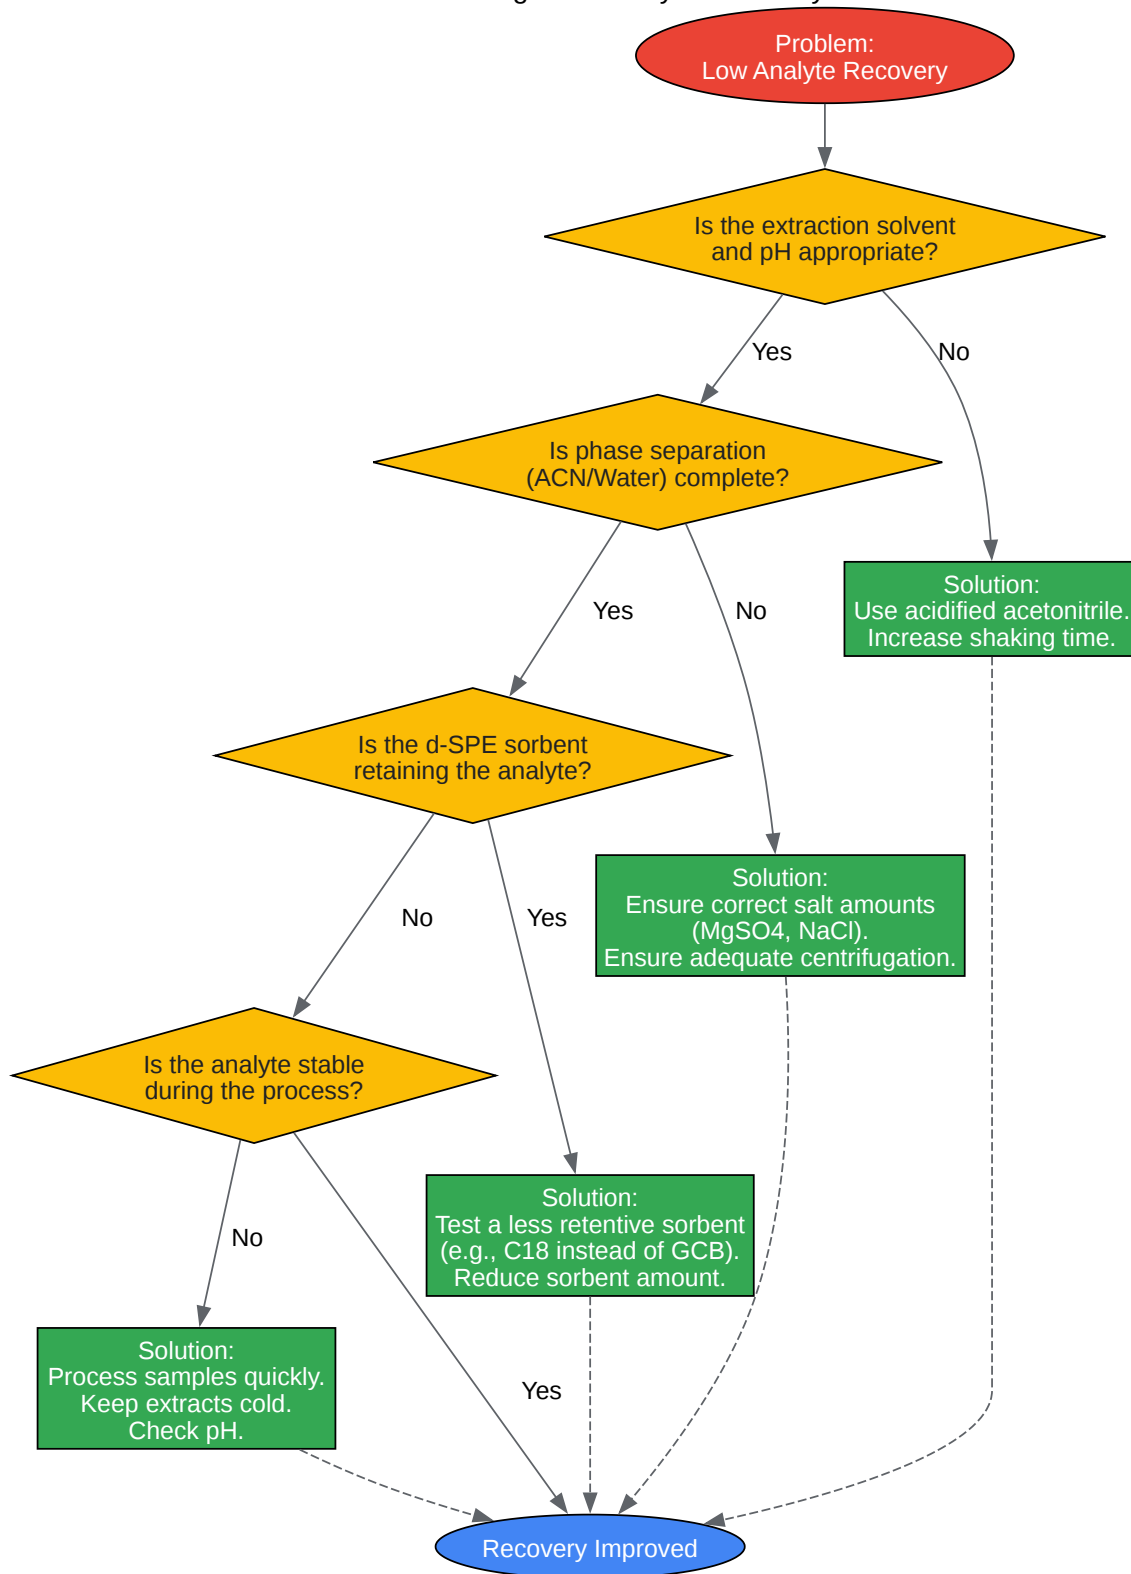 Problem:
Low Analyte Recovery
Is the extraction solvent
and pH appropriate?
Yes
No
Is phase separation
(ACN/Water) complete?
Solution:
Use acidified acetonitrile.
Increase shaking time.
Yes
No
Is the d-SPE sorbent
retaining the analyte?
Solution:
Ensure correct salt amounts
(MgSO4, NaCl).
Ensure adequate centrifugation.
No
Yes
Is the analyte stable
during the process?
Solution:
Test a less retentive sorbent
(e.g., C18 instead of GCB).
Reduce sorbent amount.
No
Solution:
Process samples quickly.
Keep extracts cold.
Check pH.
Yes
Recovery Improved